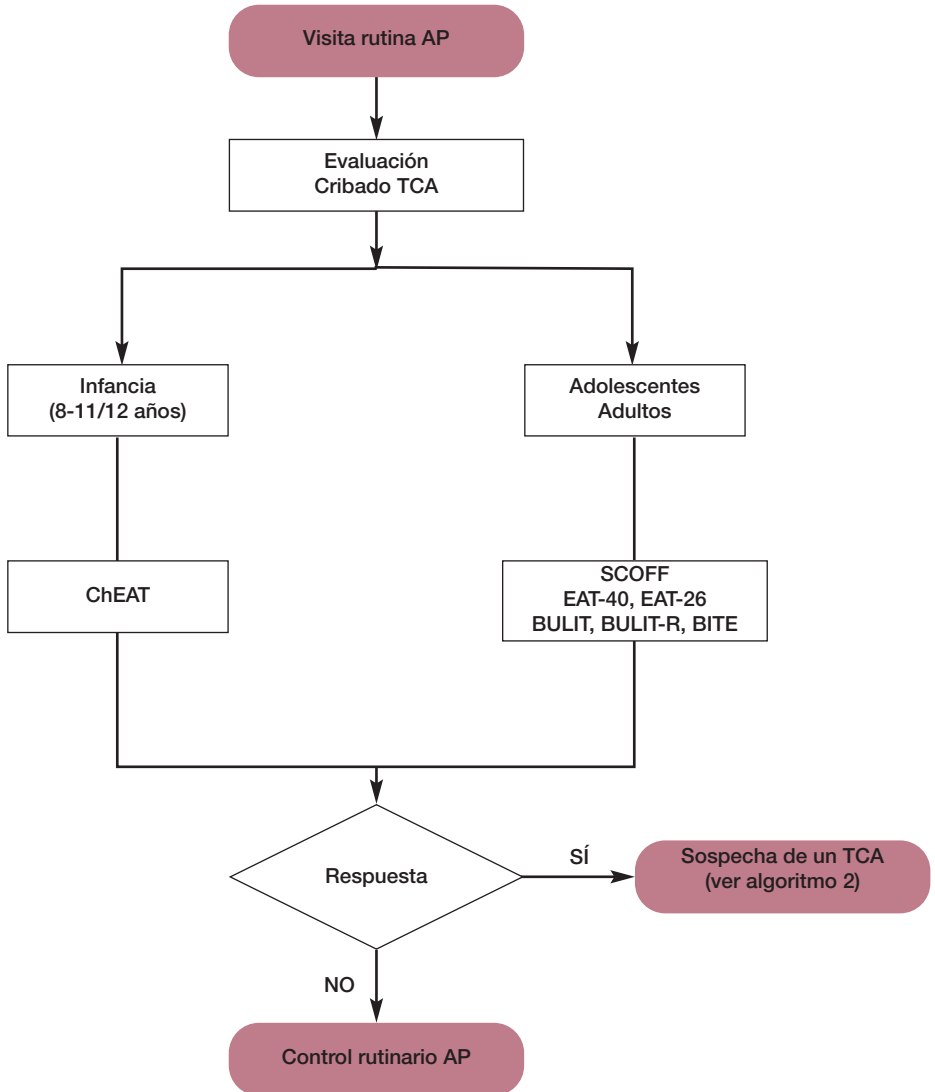 Visita rutina AP
Evaluación
Cribado TCA
Infancia
(8-11/12 años)
Adolescentes
Adultos
ChEAT
SCOFF
EAT-40, EAT-26
BULIT, BULIT-R, BITE
Respuesta
SÍ
Sospecha de un TCA
(ver algoritmo 2)
NO
Control rutinario AP